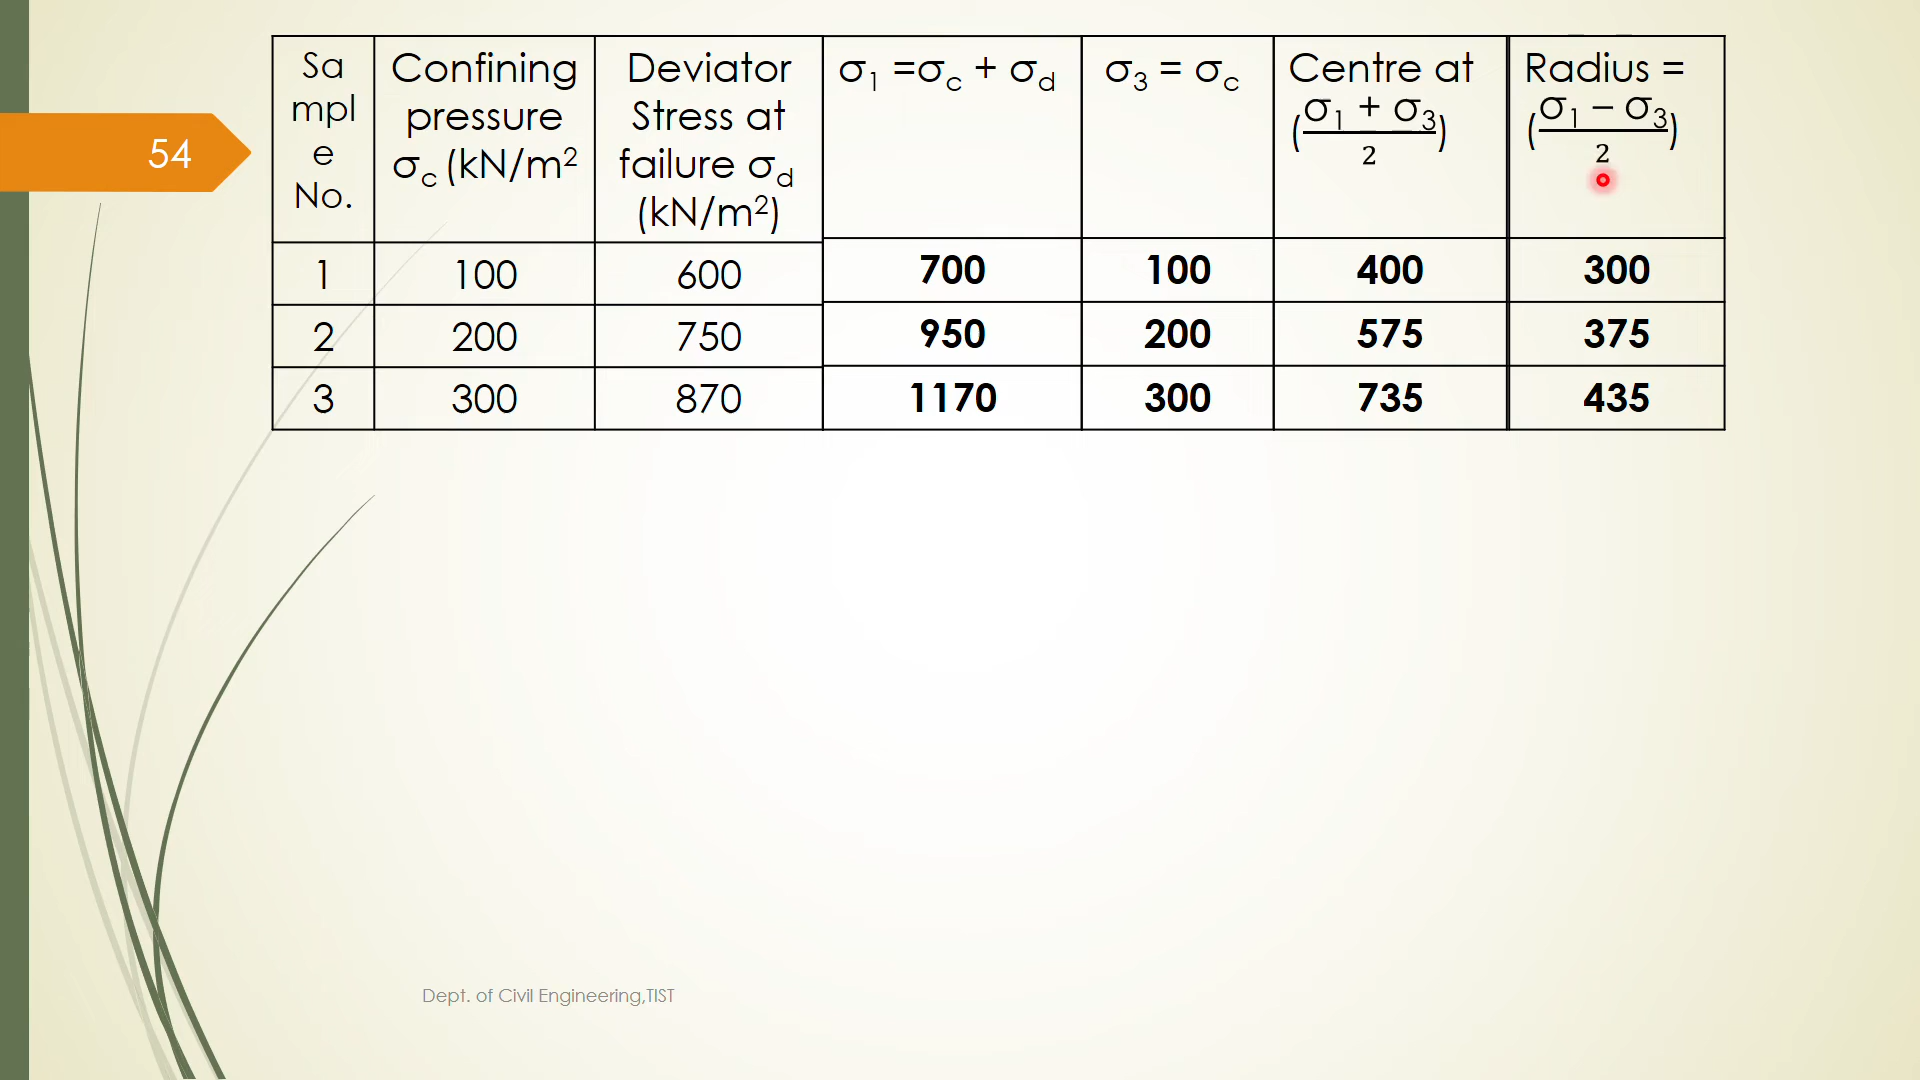 54
Sa
mpl
e
No.
Confining
pressure
σc (kN/m2
Deviator
Stress at
failure σd
(kN/m2)
σ1 =σc + σd
σ3 = σc
Centre at
(σ1 + σ3)
2
Radius =
(σ1 – σ3)
2
1 100 600 700 100 400 300
2 200 750 950 200 575 375
3 300 870 1170 300 735 435
Dept. of Civil Engineering,TIST